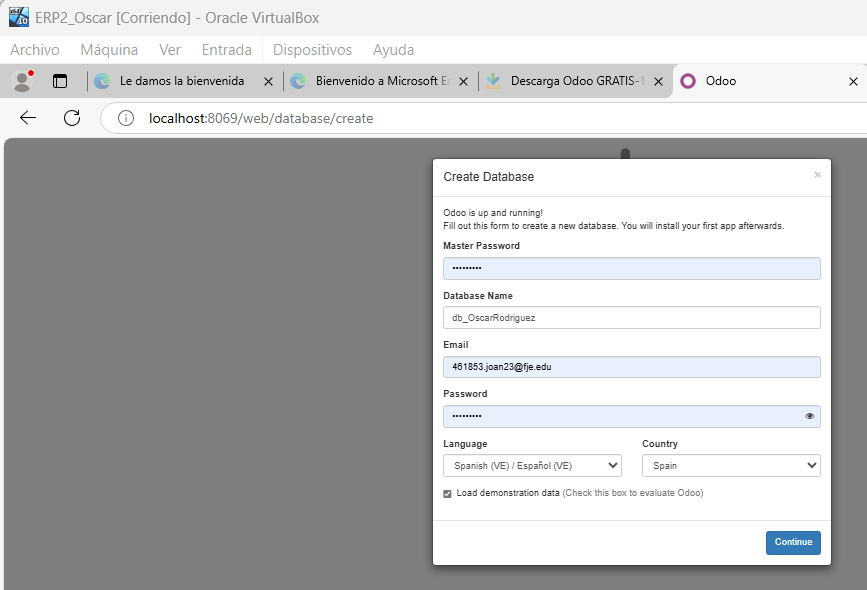 ERP2_Oscar [Corriendo] - Oracle VirtualBox
Archivo Máquina Ver Entrada Dispositivos Ayuda
Le damos la bienvenida Bienvenido a Microsoft Ed Descarga Odoo GRATIS-1 Odoo
localhost:8069/web/database/create
Create Database
Odoo is up and running!
Fill out this form to create a new database. You will install your first app afterwards.
Master Password
•••••••••
Database Name
db_OscarRodriguez
Email
461853.joan23@fje.edu
Password
•••••••••
Language Country
Spanish (VE) / Español (VE) Spain
Load demonstration data (Check this box to evaluate Odoo)
Continue